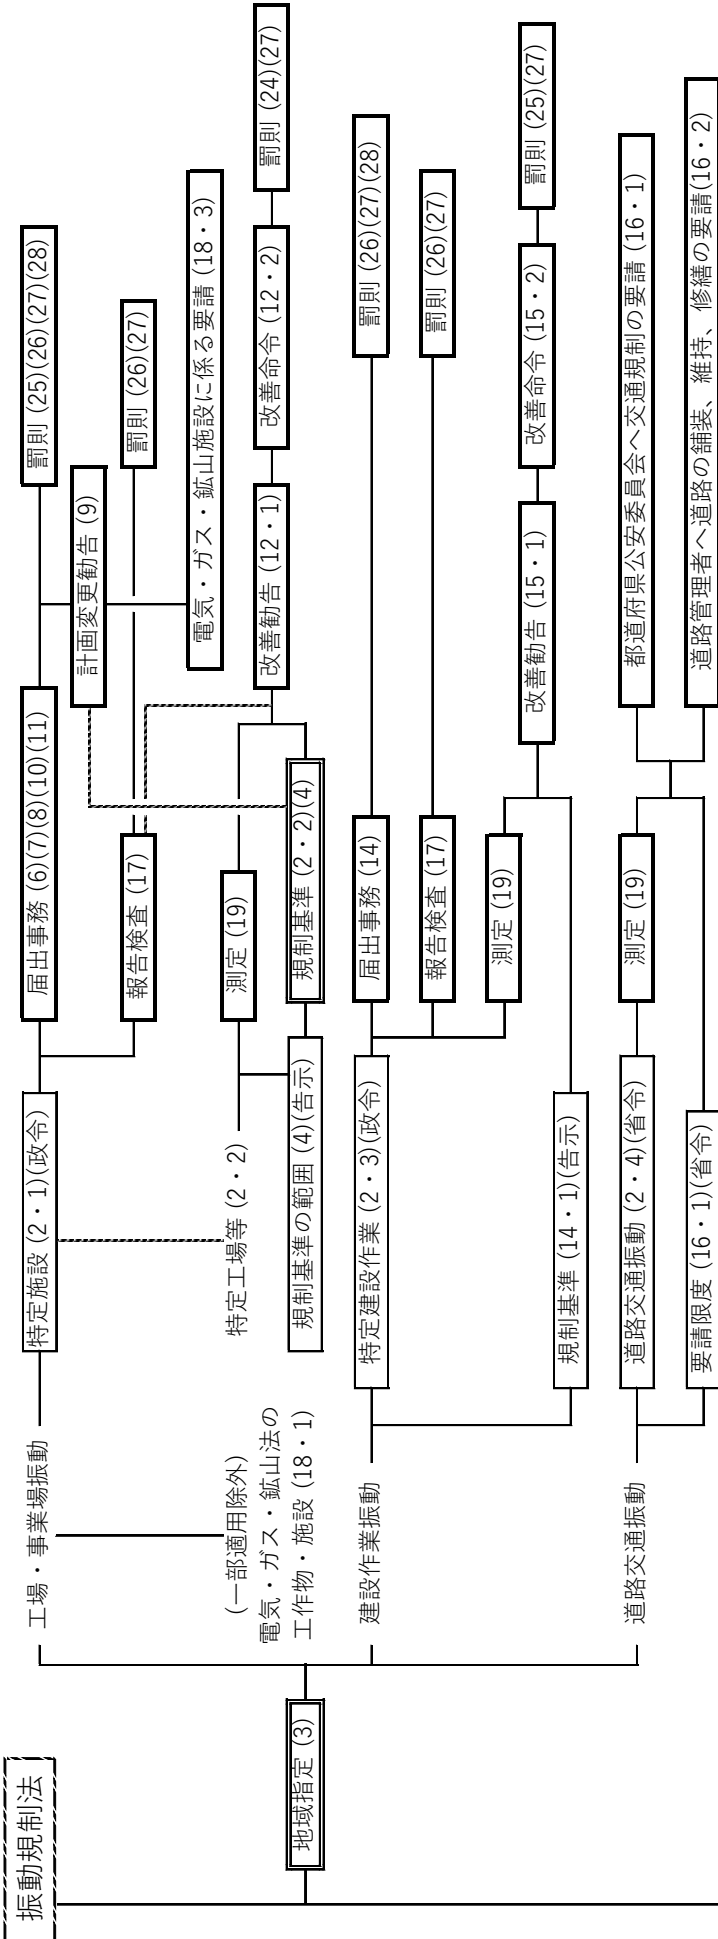 振動規制法
地域指定 (3)
工場・事業場振動
(一部適用除外)
電気・ガス・鉱山法の
工作物・施設 (18・1)
特定施設 (2・1)(政令)
届出事務 (6)(7)(8)(10)(11)
罰則 (25)(26)(27)(28)
計画変更勧告 (9)
報告検査 (17)
罰則 (26)(27)
電気・ガス・鉱山施設に係る要請 (18・3)
特定工場等 (2・2)
測定 (19)
規制基準の範囲 (4)(告示)
規制基準 (2・2)(4)
改善勧告 (12・1)
改善命令 (12・2)
罰則 (24)(27)
建設作業振動
特定建設作業 (2・3)(政令)
届出事務 (14)
罰則 (26)(27)(28)
報告検査 (17)
罰則 (26)(27)
測定 (19)
規制基準 (14・1)(告示)
改善勧告 (15・1)
改善命令 (15・2)
罰則 (25)(27)
道路交通振動
道路交通振動 (2・4)(省令)
測定 (19)
都道府県公安委員会へ交通規制の要請 (16・1)
要請限度 (16・1)(省令)
道路管理者へ道路の舗装、維持、修繕の要請(16・2)